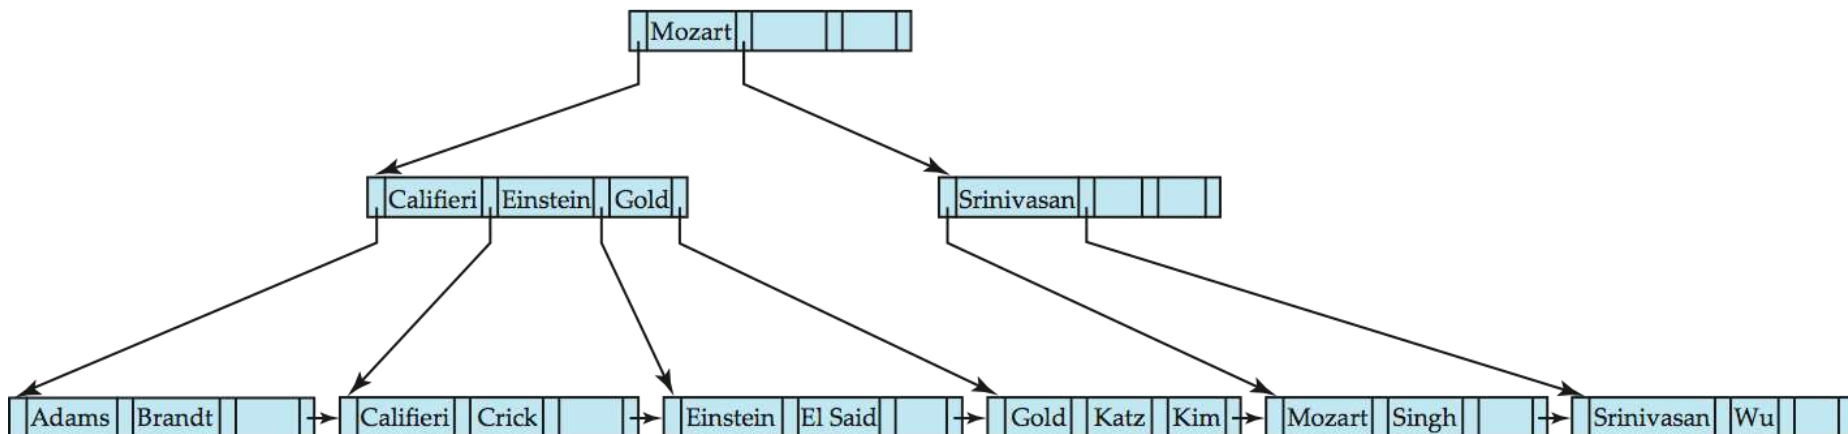 Mozart
Califieri Einstein Gold
Srinivasan
Adams Brandt
Califieri Crick
Einstein El Said
Gold Katz Kim
Mozart Singh
Srinivasan Wu